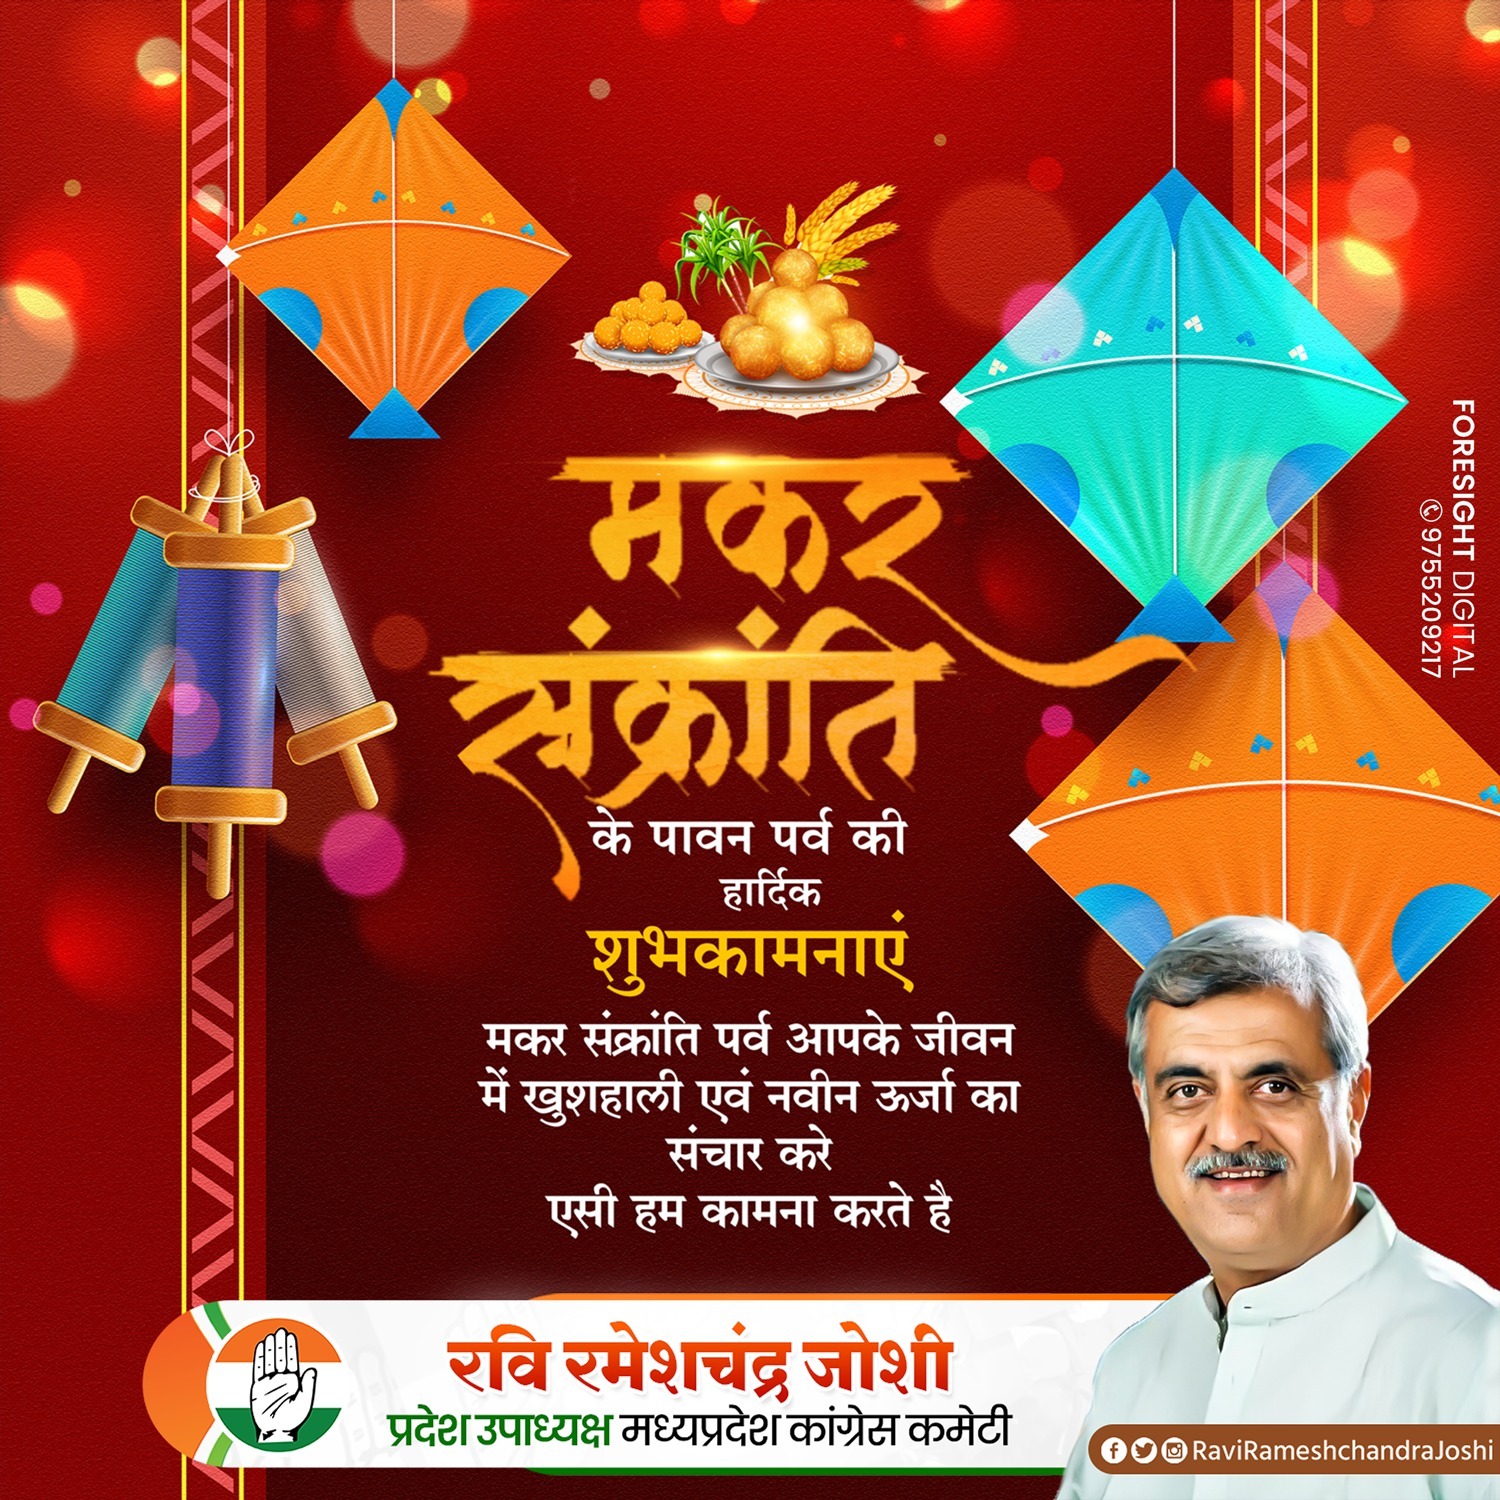 मकर
संक्रांति
के पावन पर्व की
हार्दिक
शुभकामनाएं
मकर संक्रांति पर्व आपके जीवन
में खुशहाली एवं नवीन ऊर्जा का
संचार करे
एसी हम कामना करते है
रवि रमेशचंद्र जोशी
प्रदेश उपाध्यक्ष मध्यप्रदेश कांग्रेस कमेटी
RaviRameshchandraJoshi
FORESIGHT DIGITAL
9755209217